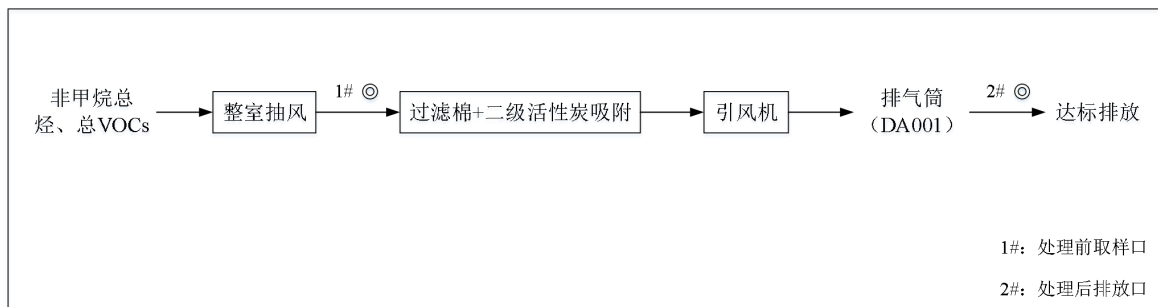 非甲烷总
烃、总VOCs
整室抽风
1# ◎
过滤棉+二级活性炭吸附
引风机
排气筒
（DA001）
2# ◎
达标排放
1#：处理前取样口
2#：处理后排放口